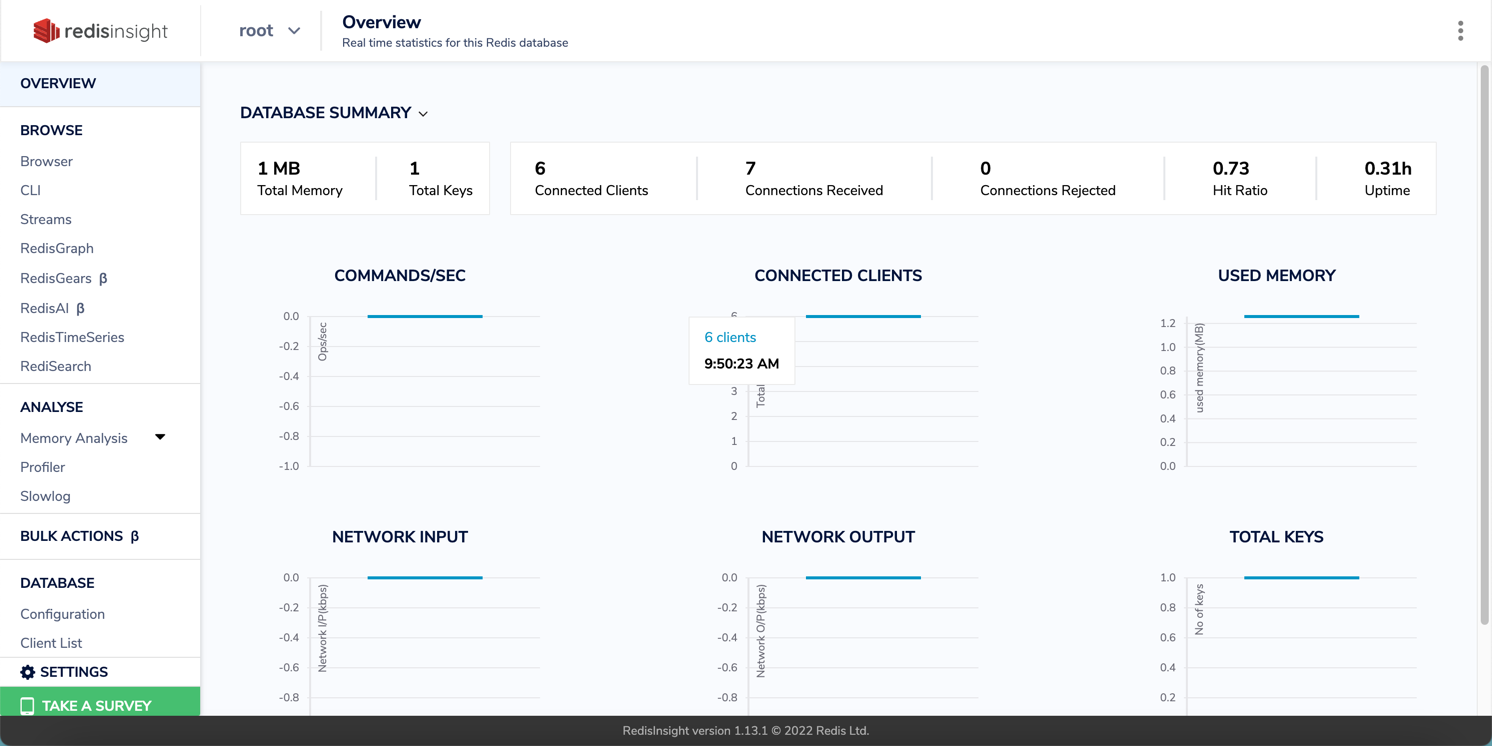 redisinsight
root
Overview
Real time statistics for this Redis database
OVERVIEW
BROWSE
Browser
CLI
Streams
RedisGraph
RedisGears β
RedisAI β
RedisTimeSeries
RediSearch
ANALYSE
Memory Analysis
Profiler
Slowlog
BULK ACTIONS β
DATABASE
Configuration
Client List
SETTINGS
TAKE A SURVEY
DATABASE SUMMARY
1 MB
Total Memory
1
Total Keys
6
Connected Clients
7
Connections Received
0
Connections Rejected
0.73
Hit Ratio
0.31h
Uptime
COMMANDS/SEC
0.0
-0.2
-0.4
-0.6
-0.8
-1.0
Ops/sec
CONNECTED CLIENTS
6
6 clients
9:50:23 AM
3
2
1
0
Total
USED MEMORY
1.2
1.0
0.8
0.6
0.4
0.2
0.0
used memory(MB)
NETWORK INPUT
0.0
-0.2
-0.4
-0.6
-0.8
Network I/P(kbps)
NETWORK OUTPUT
0.0
-0.2
-0.4
-0.6
-0.8
Network O/P(kbps)
TOTAL KEYS
1.0
0.8
0.6
0.4
0.2
No of keys
RedisInsight version 1.13.1 © 2022 Redis Ltd.